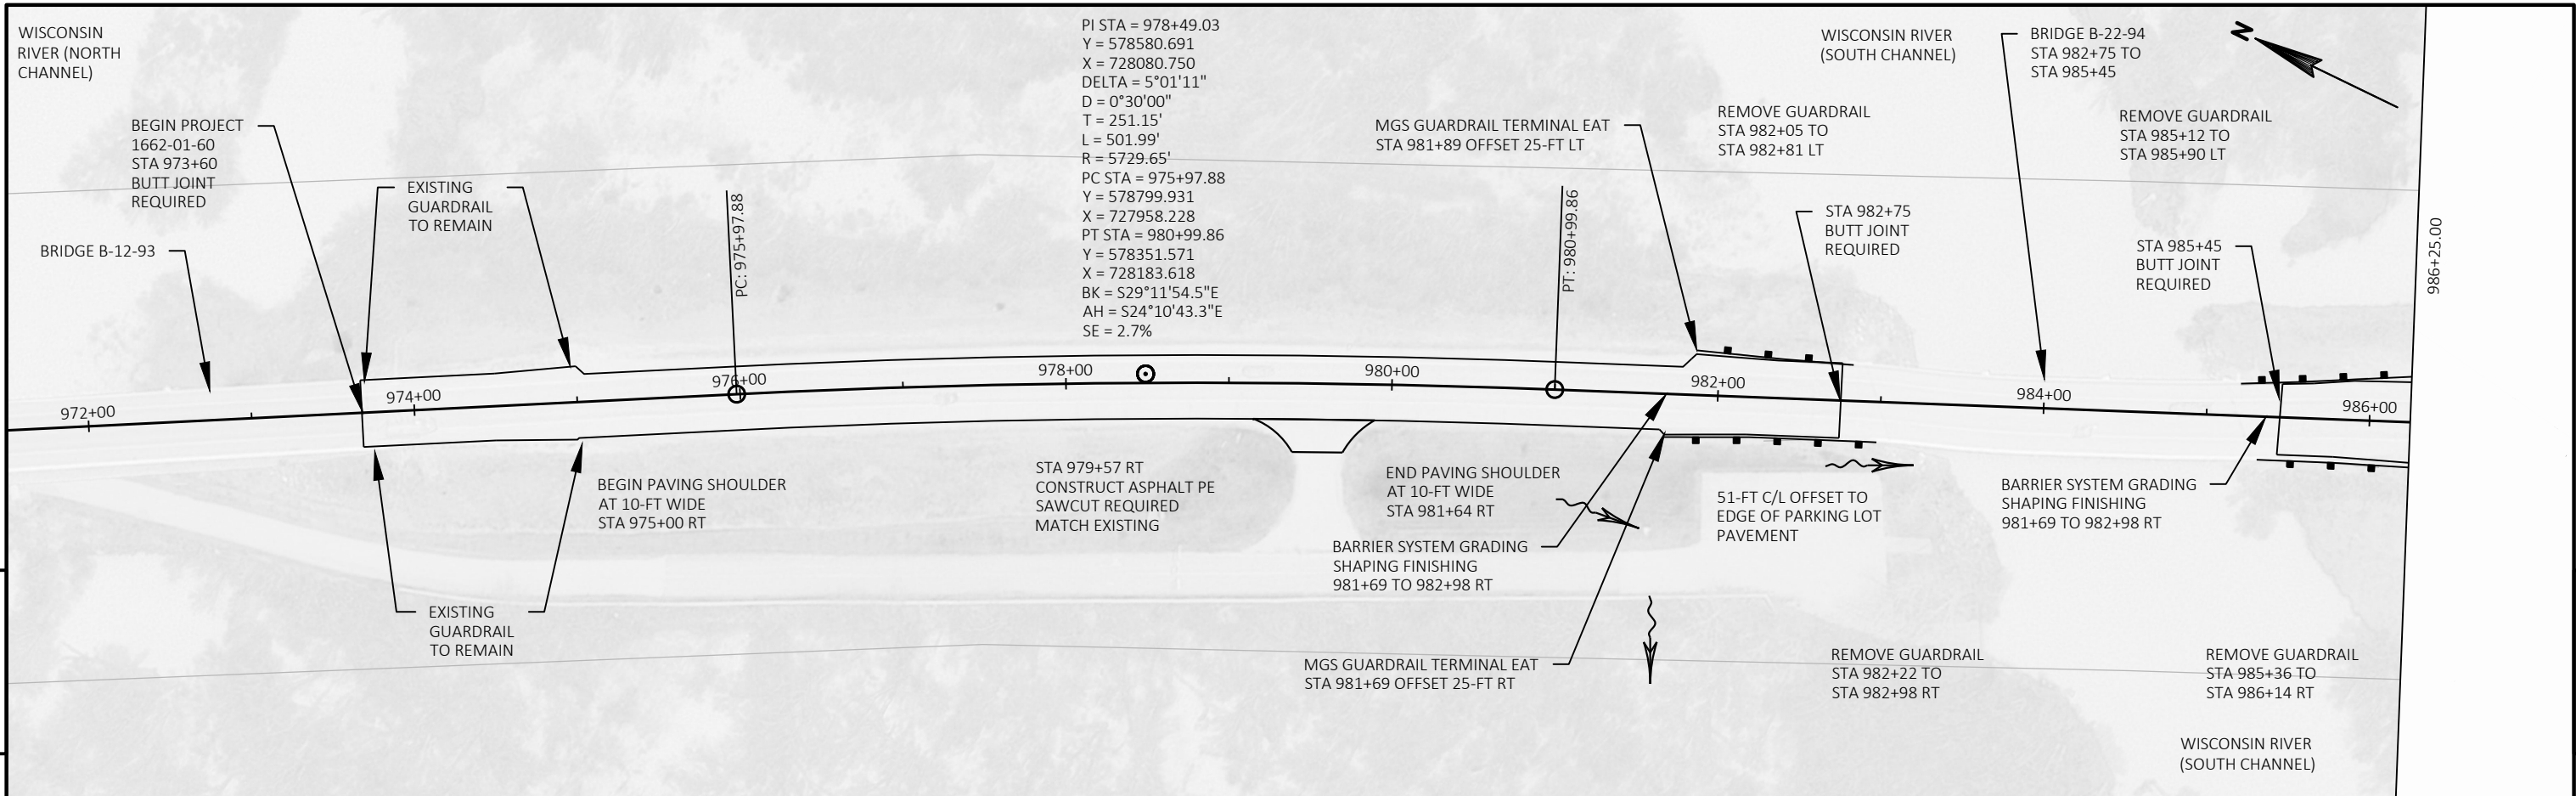 WISCONSIN
RIVER (NORTH
CHANNEL)
BEGIN PROJECT
1662-01-60
STA 973+60
BUTT JOINT
REQUIRED
BRIDGE B-12-93
EXISTING
GUARDRAIL
TO REMAIN
PC: 975+97.88
PI STA = 978+49.03
Y = 578580.691
X = 728080.750
DELTA = 5°01'11"
D = 0°30'00"
T = 251.15'
L = 501.99'
R = 5729.65'
PC STA = 975+97.88
Y = 578799.931
X = 727958.228
PT STA = 980+99.86
Y = 578351.571
X = 728183.618
BK = S29°11'54.5"E
AH = S24°10'43.3"E
SE = 2.7%
MGS GUARDRAIL TERMINAL EAT
STA 981+89 OFFSET 25-FT LT
PT: 980+99.86
REMOVE GUARDRAIL
STA 982+05 TO
STA 982+81 LT
WISCONSIN RIVER
(SOUTH CHANNEL)
STA 982+75
BUTT JOINT
REQUIRED
BRIDGE B-22-94
STA 982+75 TO
STA 985+45
REMOVE GUARDRAIL
STA 985+12 TO
STA 985+90 LT
N
STA 985+45
BUTT JOINT
REQUIRED
986+25.00
972+00
974+00
976+00
978+00
980+00
982+00
984+00
986+00
BEGIN PAVING SHOULDER
AT 10-FT WIDE
STA 975+00 RT
EXISTING
GUARDRAIL
TO REMAIN
STA 979+57 RT
CONSTRUCT ASPHALT PE
SAWCUT REQUIRED
MATCH EXISTING
END PAVING SHOULDER
AT 10-FT WIDE
STA 981+64 RT
BARRIER SYSTEM GRADING
SHAPING FINISHING
981+69 TO 982+98 RT
MGS GUARDRAIL TERMINAL EAT
STA 981+69 OFFSET 25-FT RT
51-FT C/L OFFSET TO
EDGE OF PARKING LOT
PAVEMENT
BARRIER SYSTEM GRADING
SHAPING FINISHING
981+69 TO 982+98 RT
REMOVE GUARDRAIL
STA 982+22 TO
STA 982+98 RT
REMOVE GUARDRAIL
STA 985+36 TO
STA 986+14 RT
WISCONSIN RIVER
(SOUTH CHANNEL)